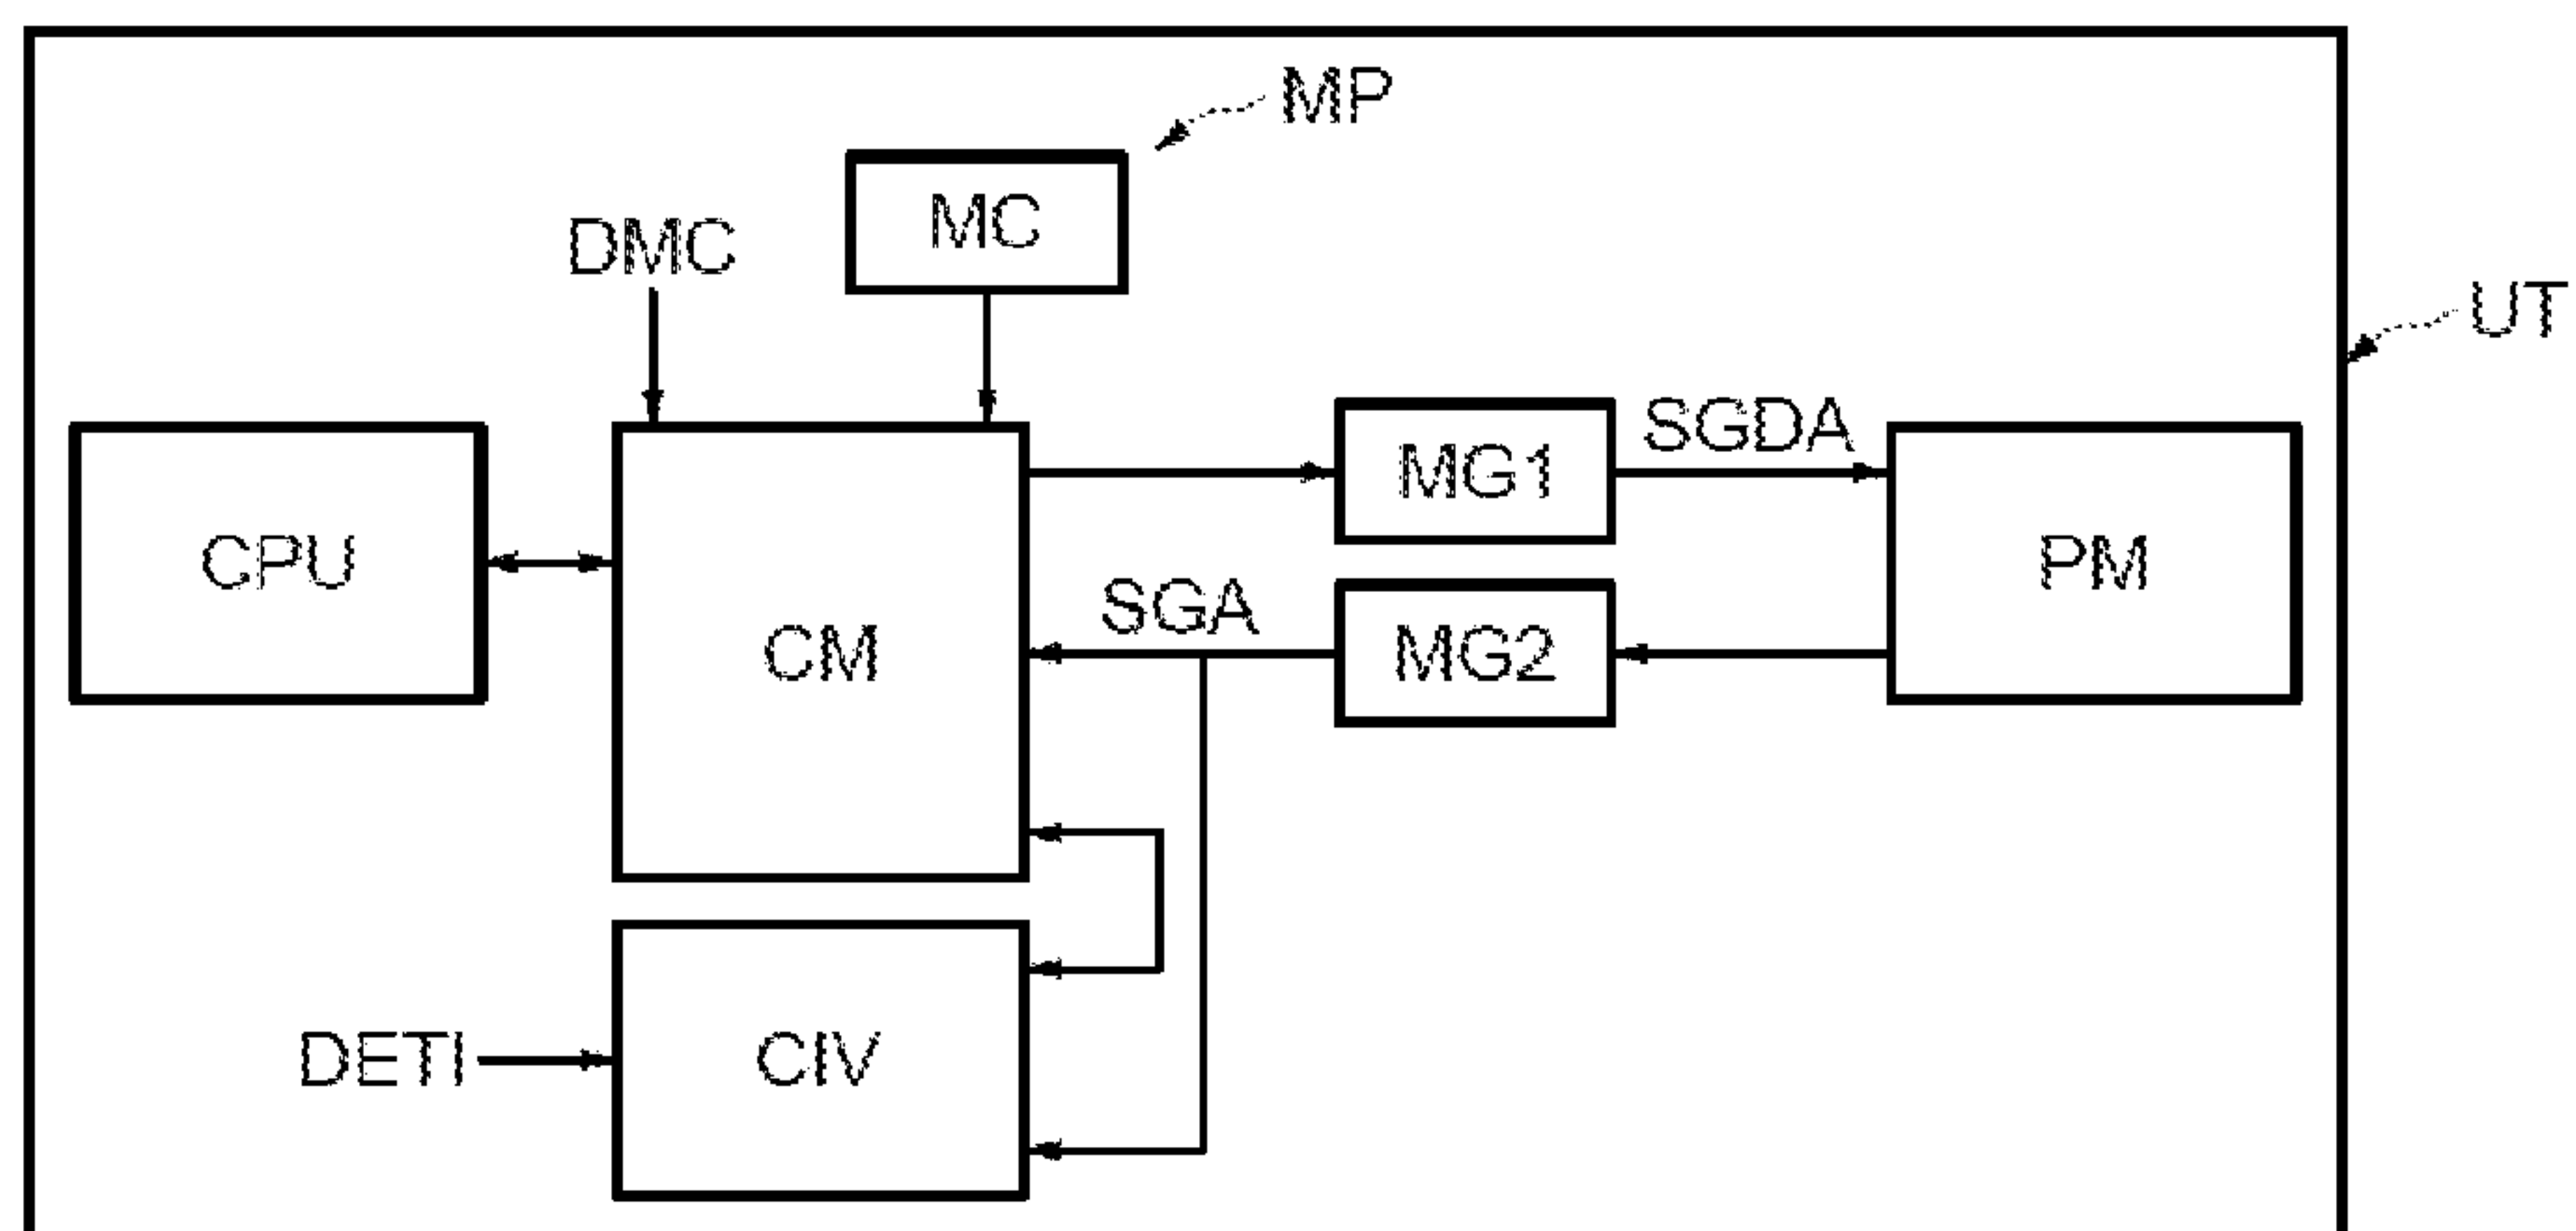 MP
MC
DMC
UT
SGDA
MG1
CPU
PM
SGA
MG2
CM
DETI
CIV